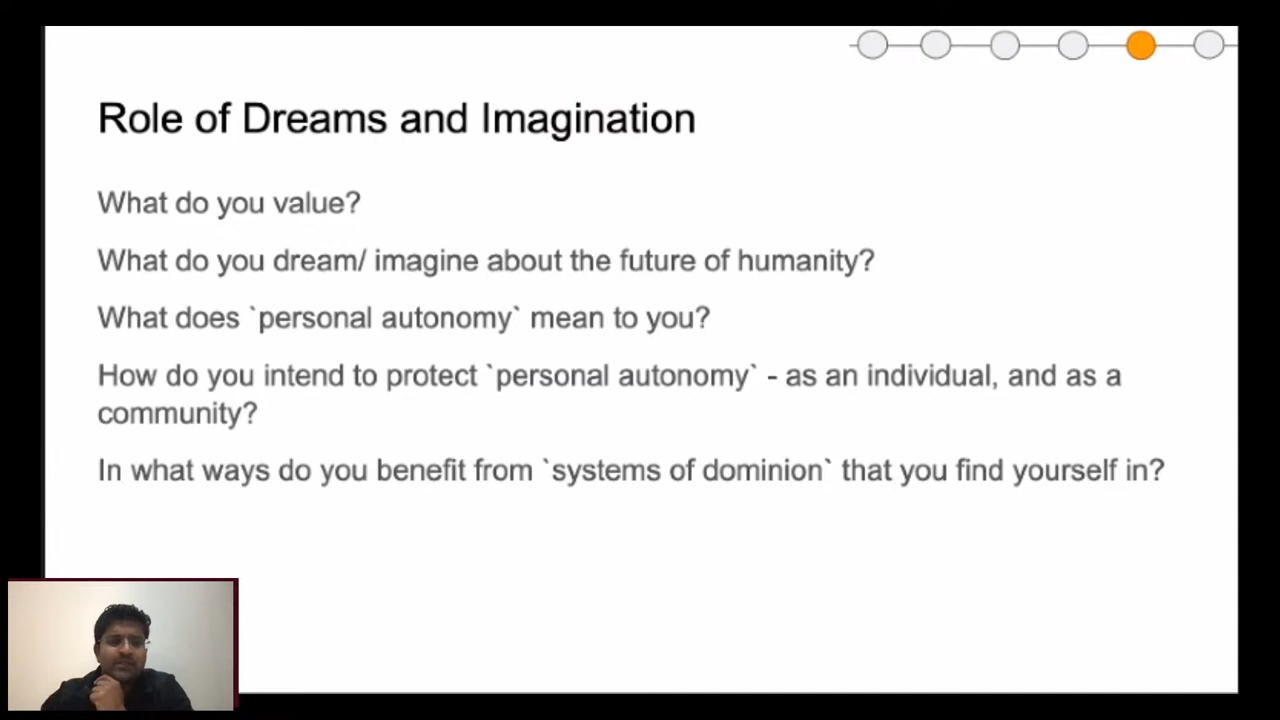 Role of Dreams and Imagination
What do you value?
What do you dream/ imagine about the future of humanity?
What does `personal autonomy` mean to you?
How do you intend to protect `personal autonomy` - as an individual, and as a
community?
In what ways do you benefit from `systems of dominion` that you find yourself in?